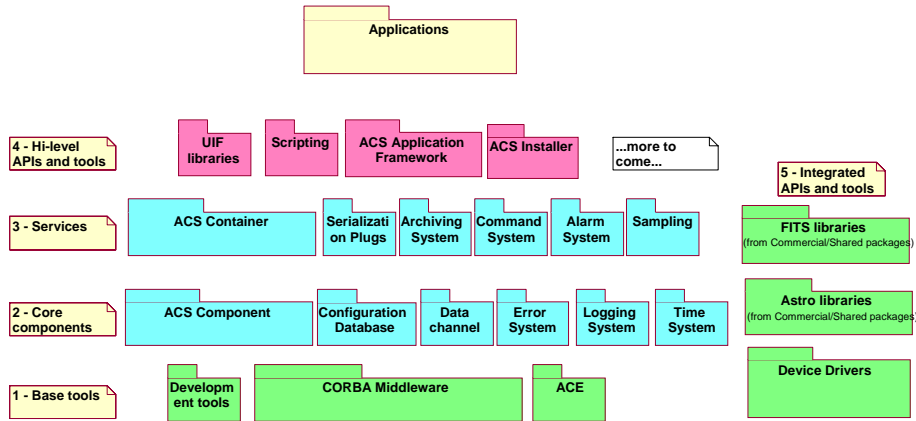 Applications
4 - Hi-level
APIs and tools
UIF
libraries
Scripting
ACS Application
Framework
ACS Installer
...more to
come...
5 - Integrated
APIs and tools
3 - Services
ACS Container
Serializati
on Plugs
Archiving
System
Command
System
Alarm
System
Sampling
FITS libraries
(from Commercial/Shared packages)
2 - Core
components
ACS Component
Configuration
Database
Data
channel
Error
System
Logging
System
Time
System
Astro libraries
(from Commercial/Shared packages)
1 - Base tools
Developm
ent tools
CORBA Middleware
ACE
Device Drivers